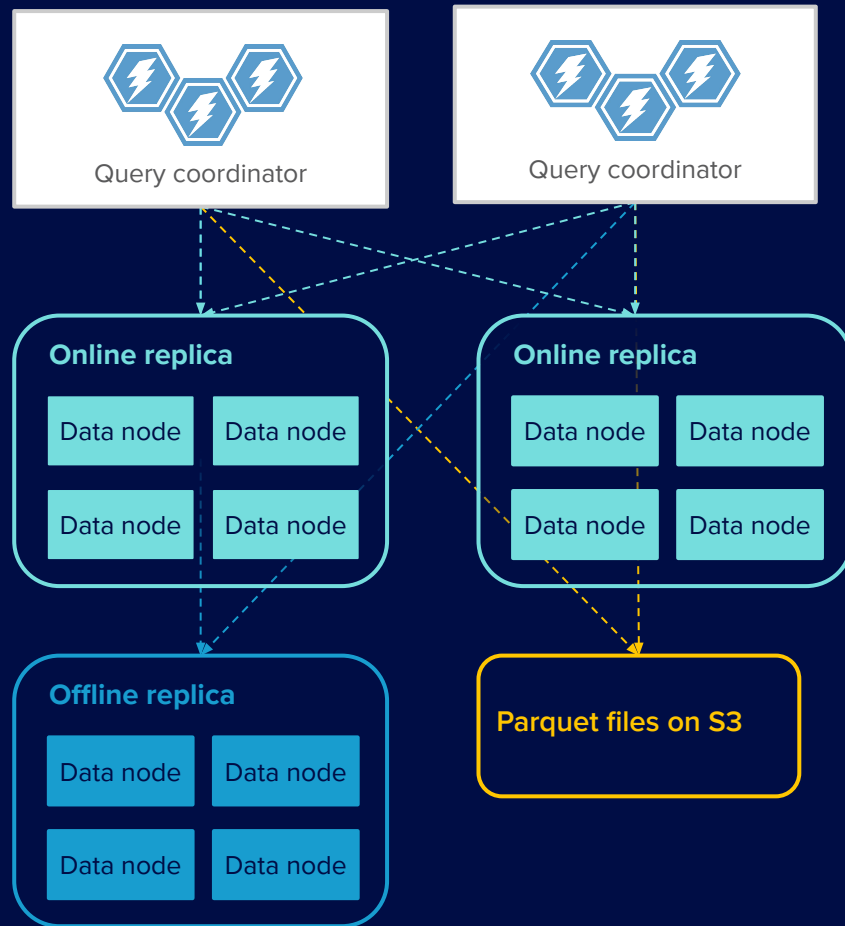 Query coordinator
Query coordinator
Online replica
Data node
Data node
Data node
Data node
Online replica
Data node
Data node
Data node
Data node
Offline replica
Data node
Data node
Data node
Data node
Parquet files on S3